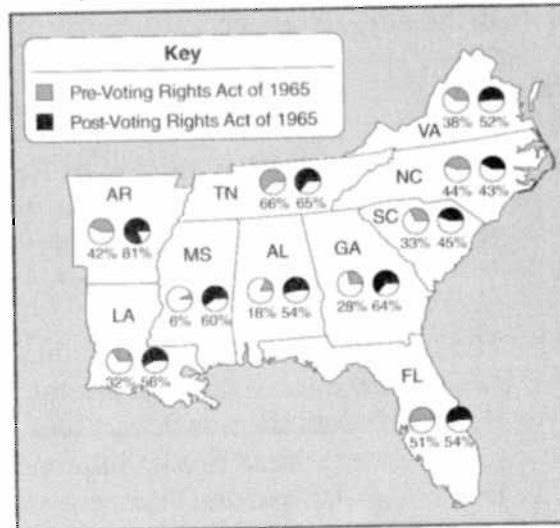 Key
Pre-Voting Rights Act of 1965
Post-Voting Rights Act of 1965
VA
38% 52%
NC
44% 43%
TN
66% 65%
AR
42% 81%
SC
33% 45%
MS
6% 60%
AL
18% 54%
GA
28% 64%
LA
32% 56%
FL
51% 54%